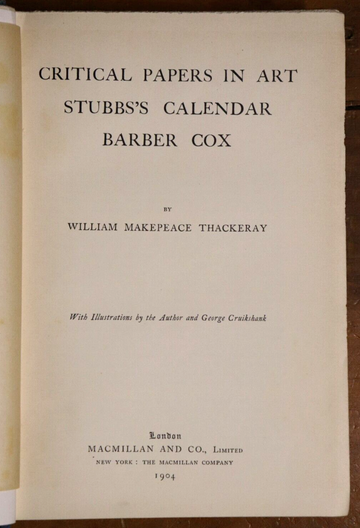 CRITICAL PAPERS IN ART
STUBBS'S CALENDAR
BARBER COX
BY
WILLIAM MAKEPEACE THACKERAY
With Illustrations by the Author and George Cruikshank
London
MACMILLAN AND CO., LIMITED
NEW YORK: THE MACMILLAN COMPANY
1904